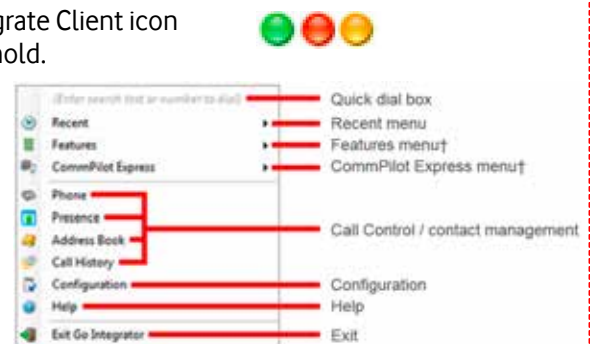 grate Client icon
nold.
(Enter search text or number to dial) Quick dial box
Recent Recent menu
Features Features menu†
CommPilot Express CommPilot Express menu†
Phone
Presence
Address Book
Call History
Call Control / contact management
Configuration Configuration
Help Help
Exit Go Integrator Exit